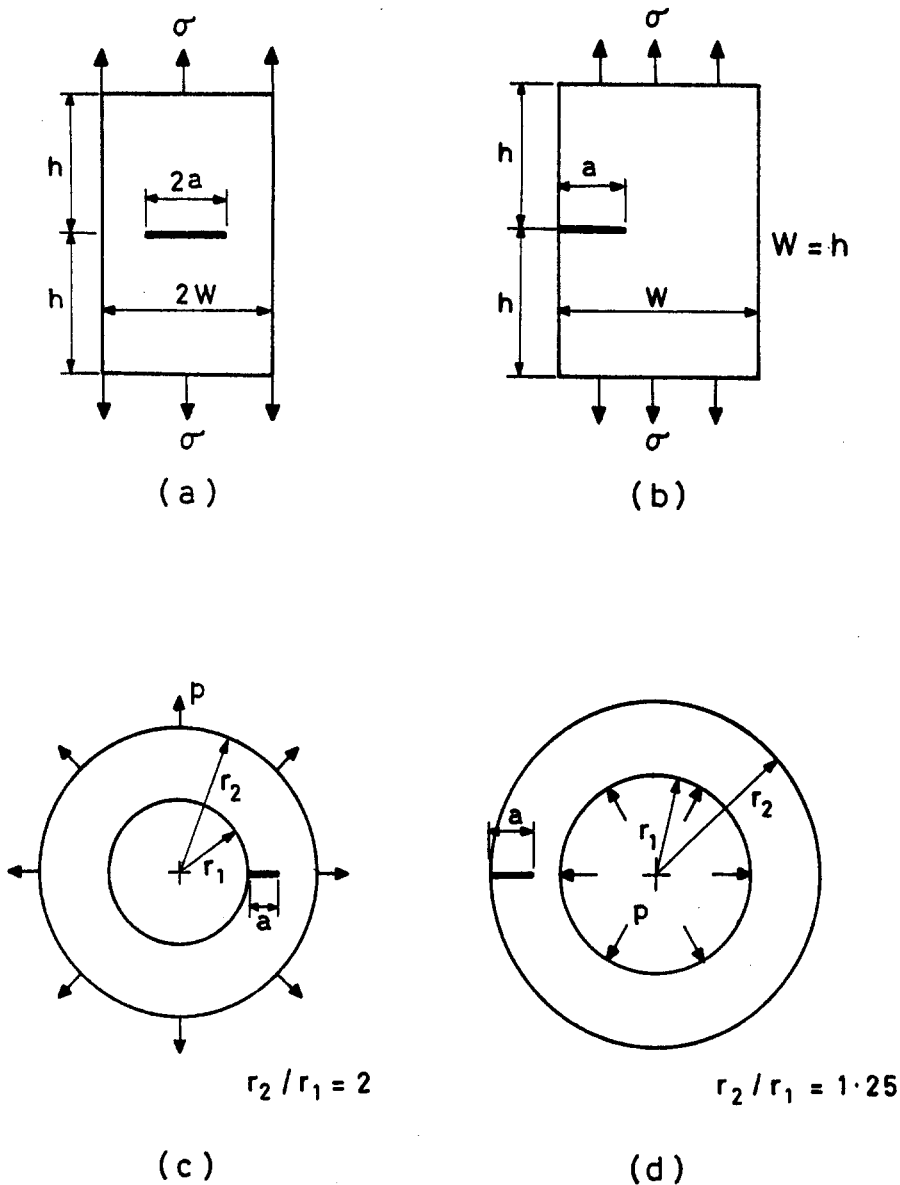 σ
h
2a
h
2W
σ
(a)
σ
h
a
W = h
h
W
σ
(b)
p
r₂
r₁
a
r₂/r₁ = 2
(c)
a
r₁
r₂
p
r₂/r₁ = 1·25
(d)